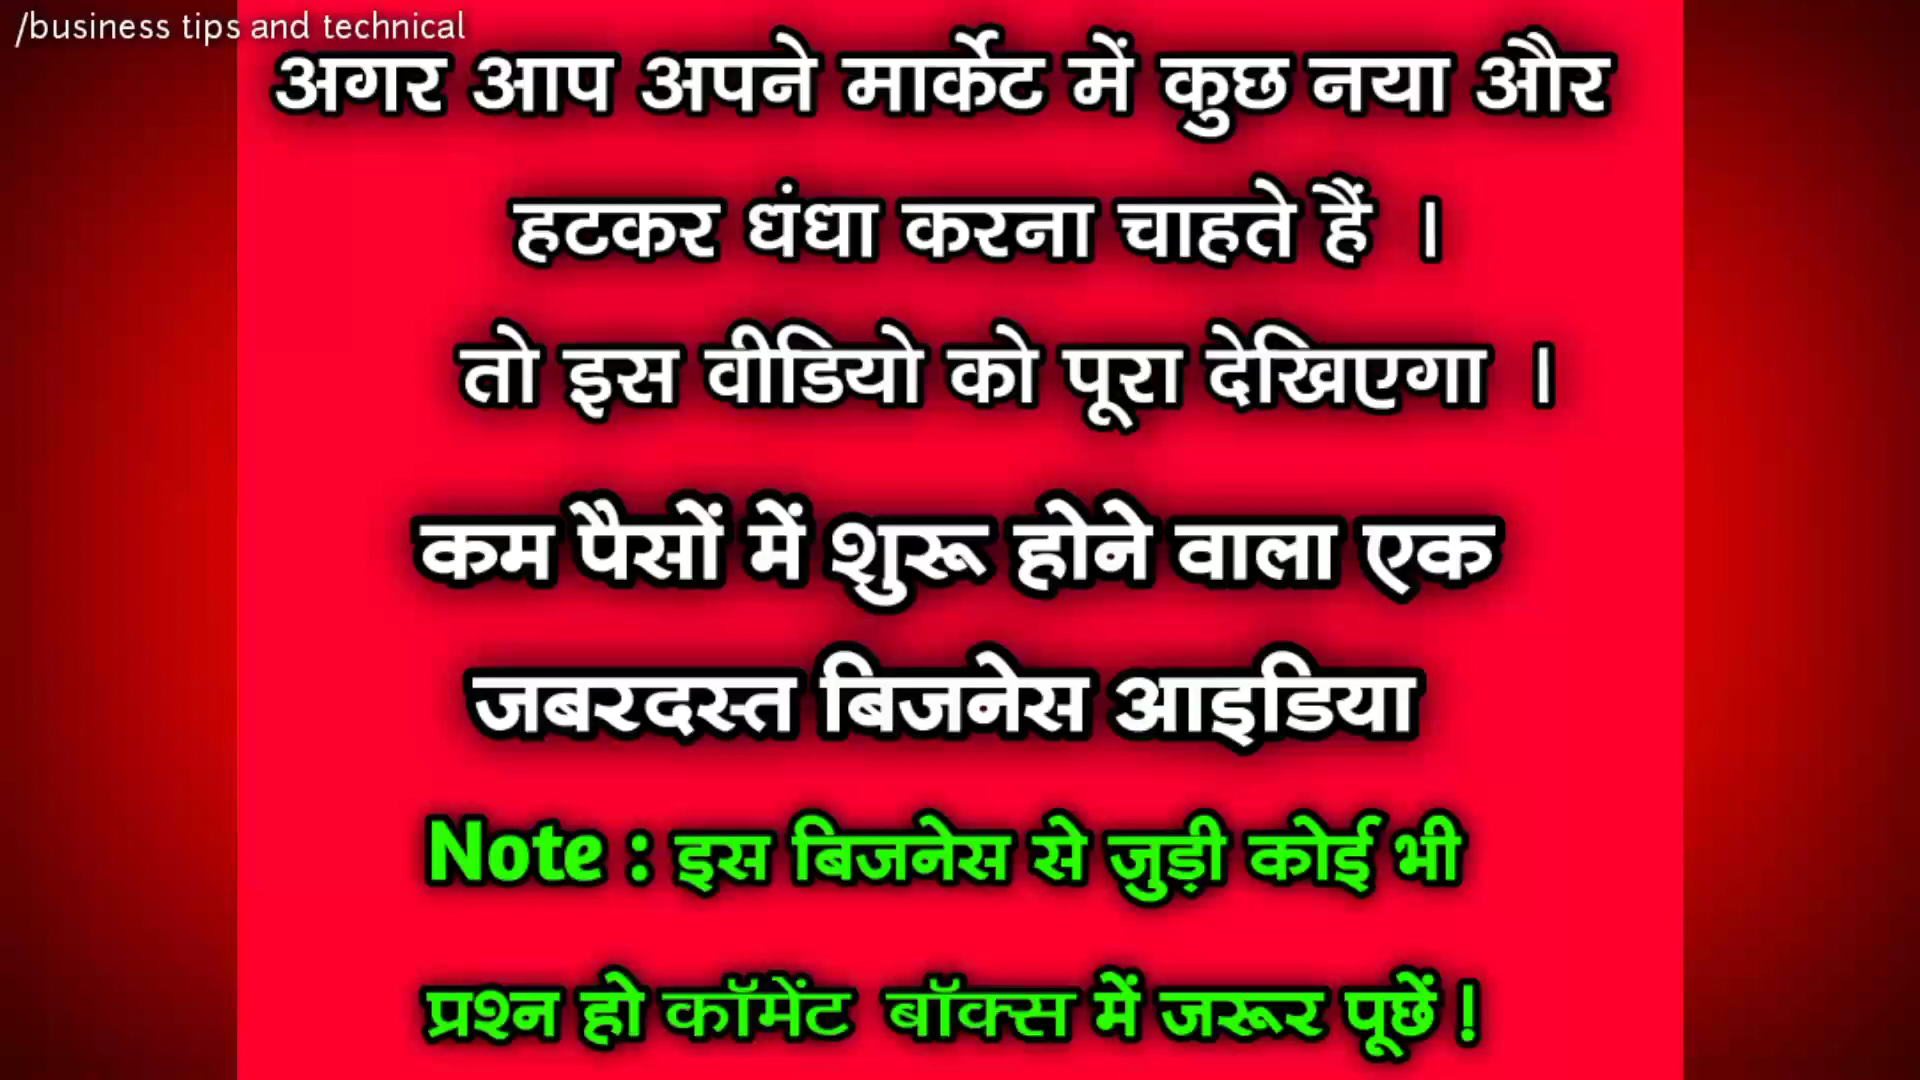 /business tips and technical
अगर आप अपने मार्केट में कुछ नया और
हटकर धंधा करना चाहते हैं ।
तो इस वीडियो को पूरा देखिएगा ।
कम पैसों में शुरू होने वाला एक
जबरदस्त बिजनेस आइडिया
Note : इस बिजनेस से जुड़ी कोई भी
प्रश्न हो कॉमेंट बॉक्स में जरूर पूछें !